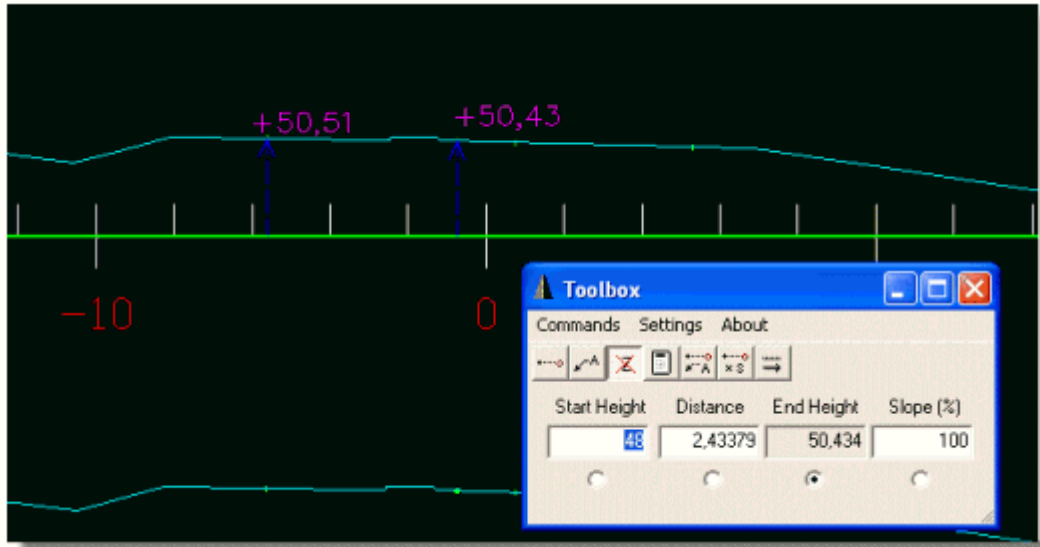 +50,51
+50,43
-10
0
Toolbox
Commands Settings About
A Z A S
Start Height Distance End Height Slope (%)
48 2,43379 50,434 100